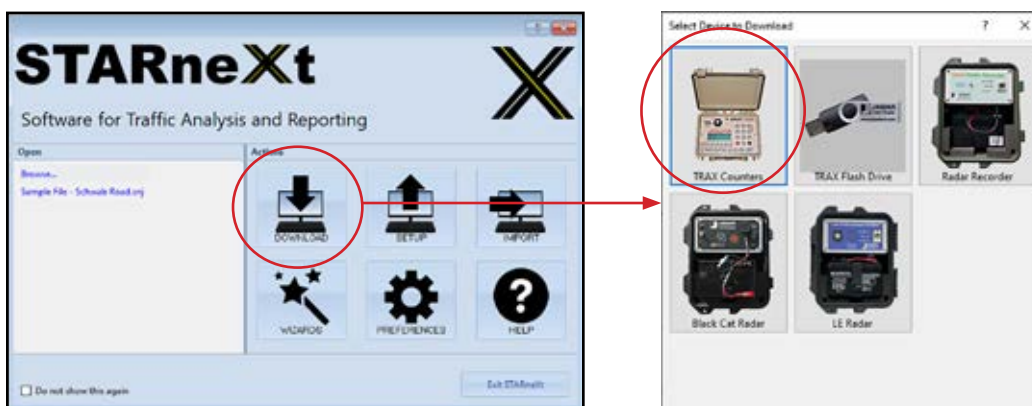 STARneXt
Software for Traffic Analysis and Reporting
Open
Browse...
Sample File - Schwab Road.snj
Actions
DOWNLOAD
SETUP
IMPORT
WIZARDS
PREFERENCES
HELP
Do not show this again
Exit STARneXt
Select Device to Download
TRAX Counters
TRAX Flash Drive
Radar Recorder
Black Cat Radar
LE Radar